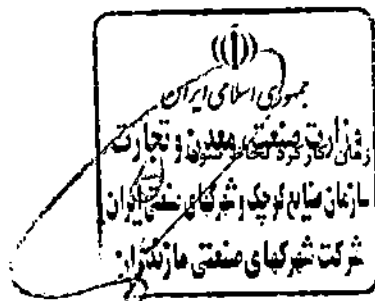 جمهوری اسلامی ایران
وزارت صنعت، معدن و تجارت
سازمان صنایع کوچک و شهرکهای صنعتی ایران
شرکت شهرکهای صنعتی مازندران